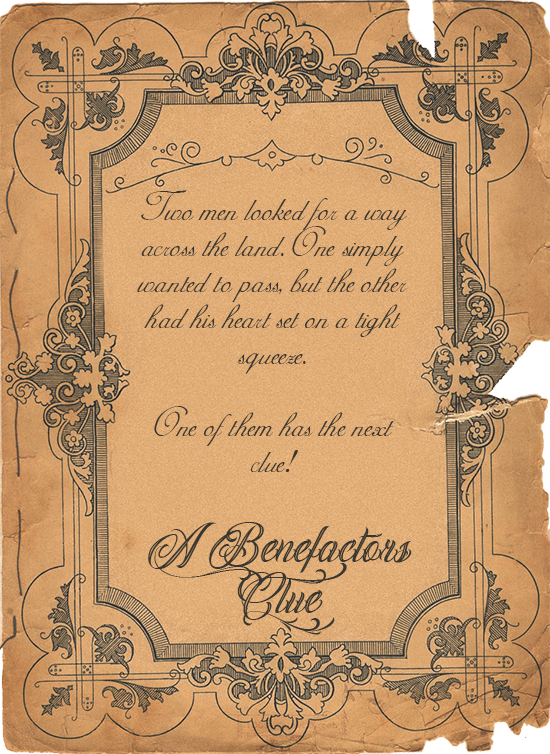 Two men looked for a way
across the land. One simply
wanted to pass, but the other
had his heart set on a tight
squeeze.
One of them has the next
clue!
A Benefactors
Clue